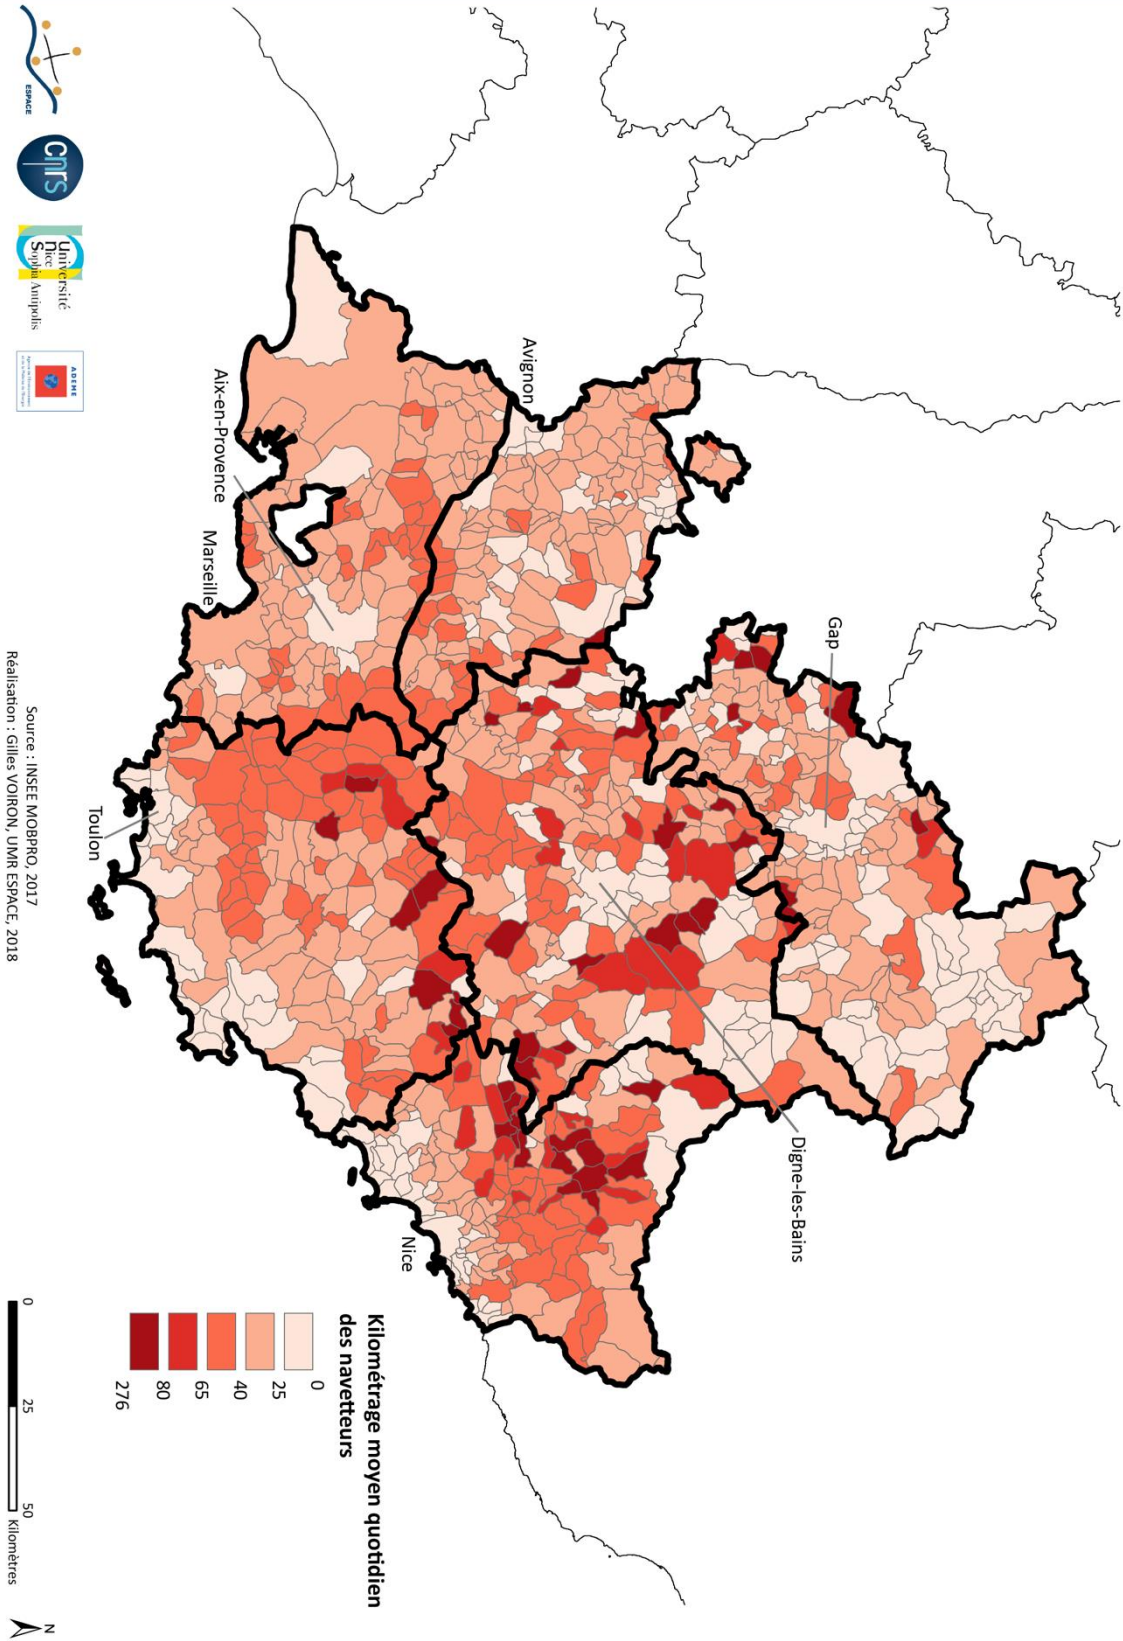 Gap
Digne-les-Bains
Avignon
Aix-en-Provence
Marseille
Nice
Toulon
Kilométrage moyen quotidien
des navetteurs
0
25
40
65
80
276
0
25
50
Kilomètres
N
ESPACE
cnrs
université
nice
Sophia Antipolis
ADEME
Source : INSEE MOBPRO, 2017
Réalisation : Gilles VOIRON, UMR ESPACE, 2018